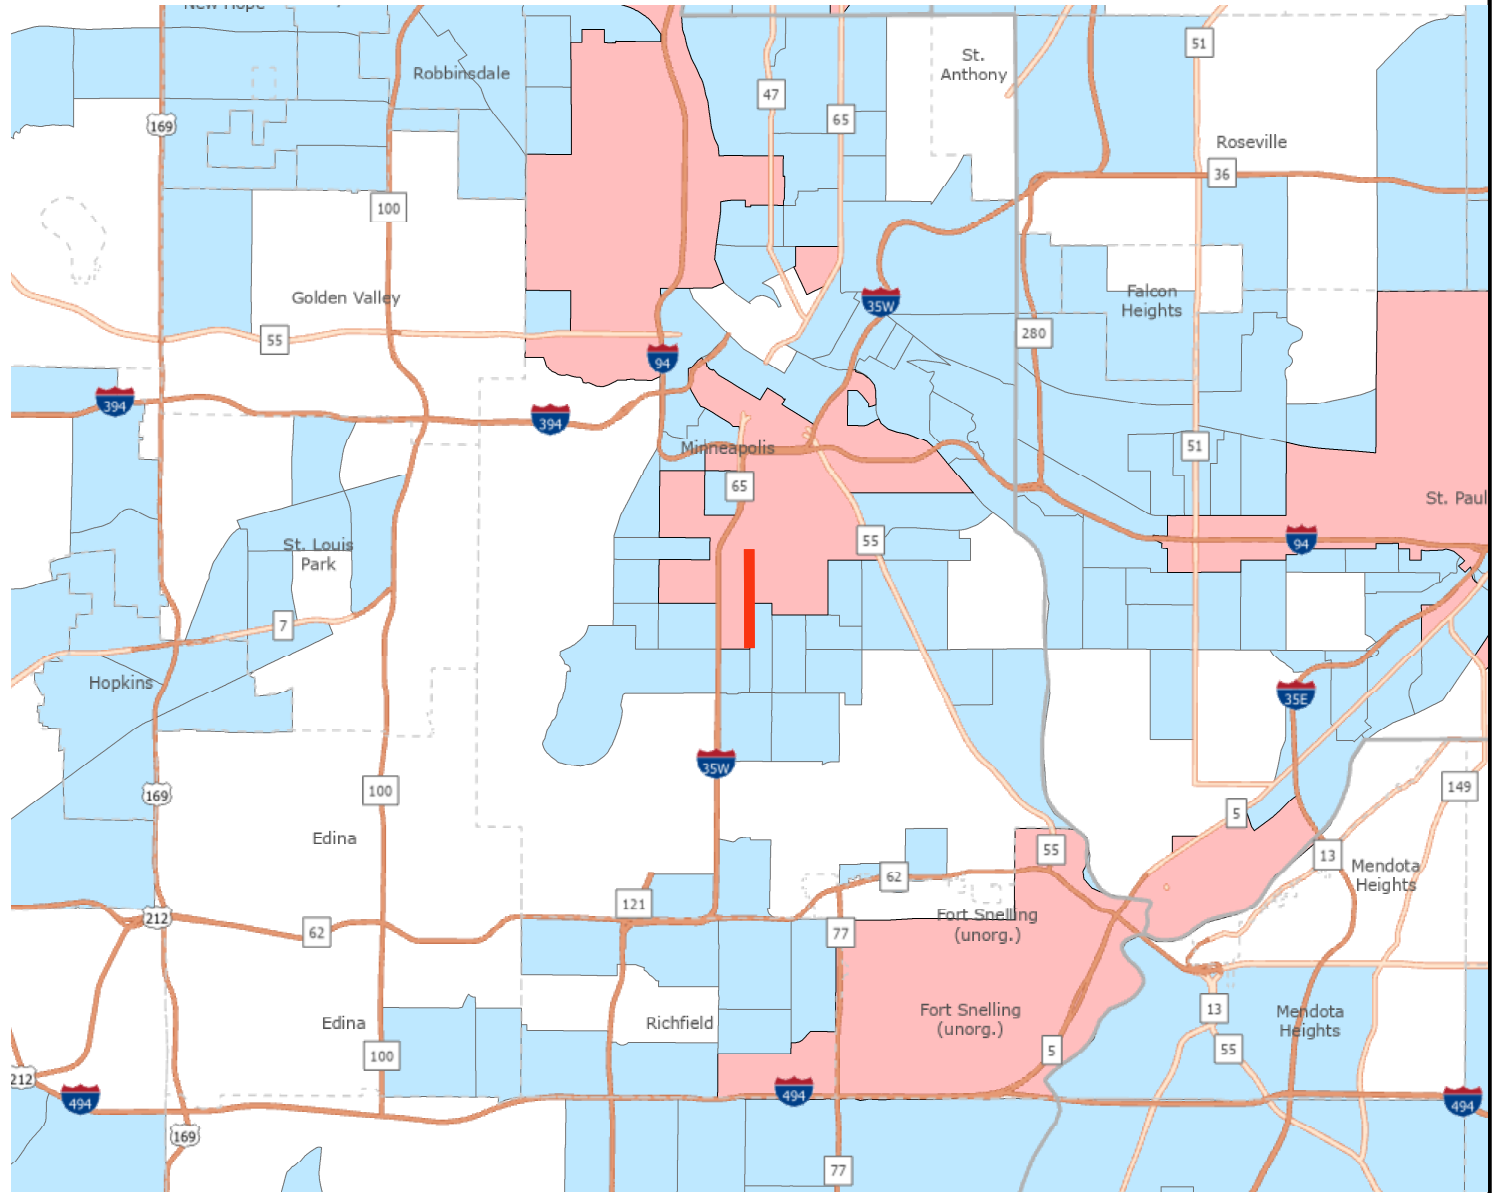 New Hope
51
St.
Anthony
Robbinsdale
47
65
169
Roseville
36
100
Golden Valley
35W
Falcon
Heights
55
280
94
394
394
Minneapolis
51
65
St. Paul
55
94
St. Louis
Park
7
Hopkins
35E
35W
169
100
149
5
Edina
55
13
Mendota
Heights
62
121
212
62
77
Fort Snelling
(unorg.)
Edina
Richfield
Fort Snelling
(unorg.)
13
Mendota
Heights
100
5
55
212
494
494
494
169
77